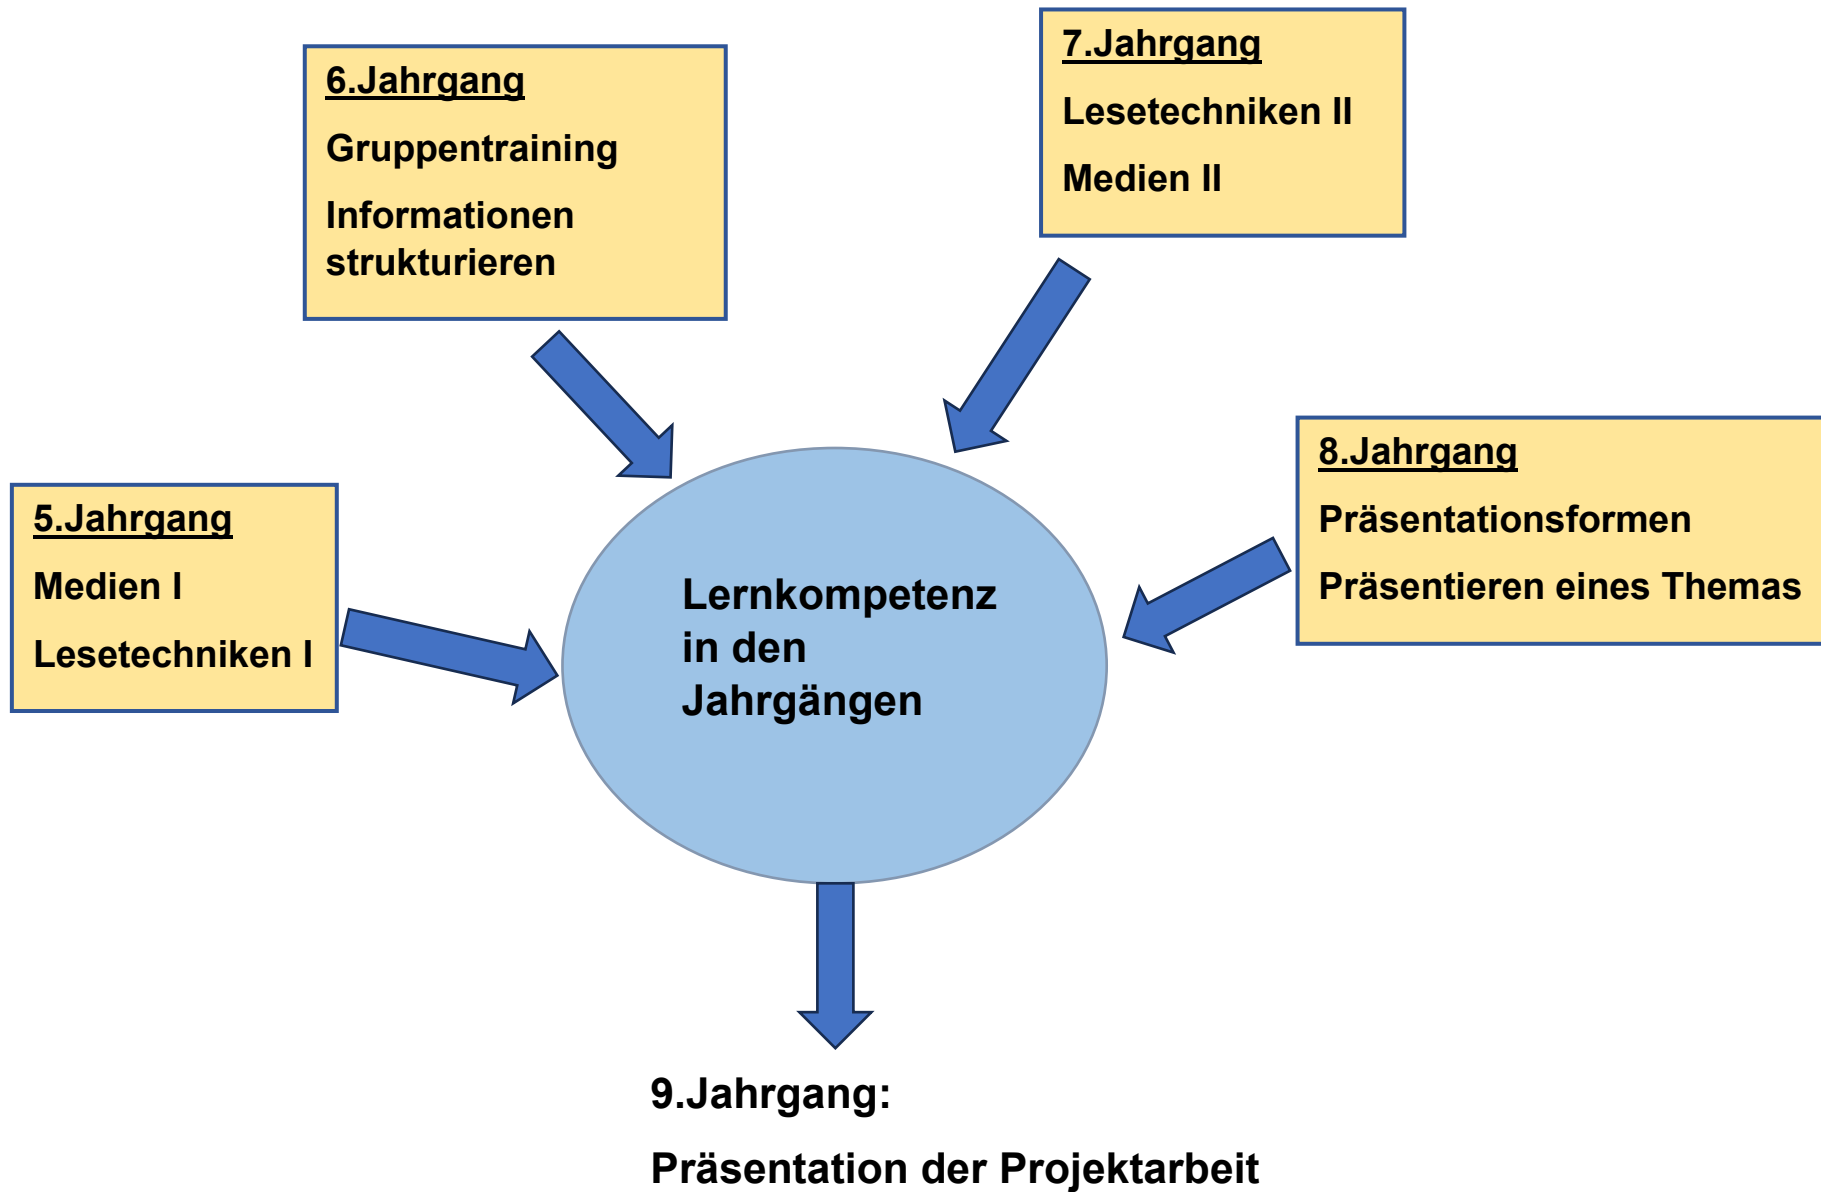 6.Jahrgang
Gruppentraining
Informationen
strukturieren
7.Jahrgang
Lesetechniken II
Medien II
5.Jahrgang
Medien I
Lesetechniken I
8.Jahrgang
Präsentationsformen
Präsentieren eines Themas
Lernkompetenz
in den
Jahrgängen
9.Jahrgang:
Präsentation der Projektarbeit